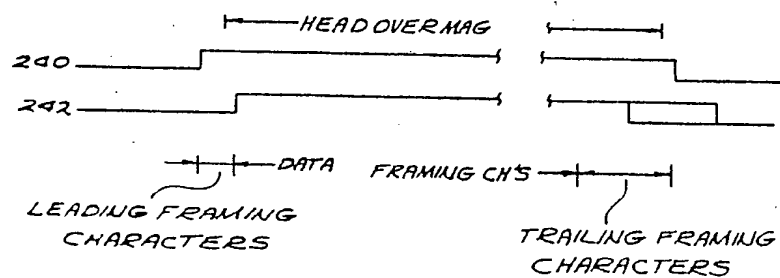 HEAD OVER MAG
240
242
DATA
FRAMING CH'S
LEADING FRAMING
CHARACTERS
TRAILING FRAMING
CHARACTERS